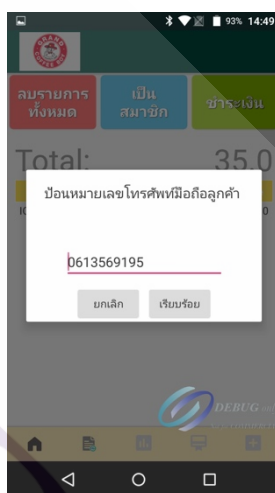 93% 14:49
ลบรายการ
ทั้งหมด
เป็น
สมาชิก
ชำระเงิน
Total: 35.0
ป้อนหมายเลขโทรศัพท์มือถือลูกค้า
0613569195
ยกเลิก เรียบร้อย
DEBUG